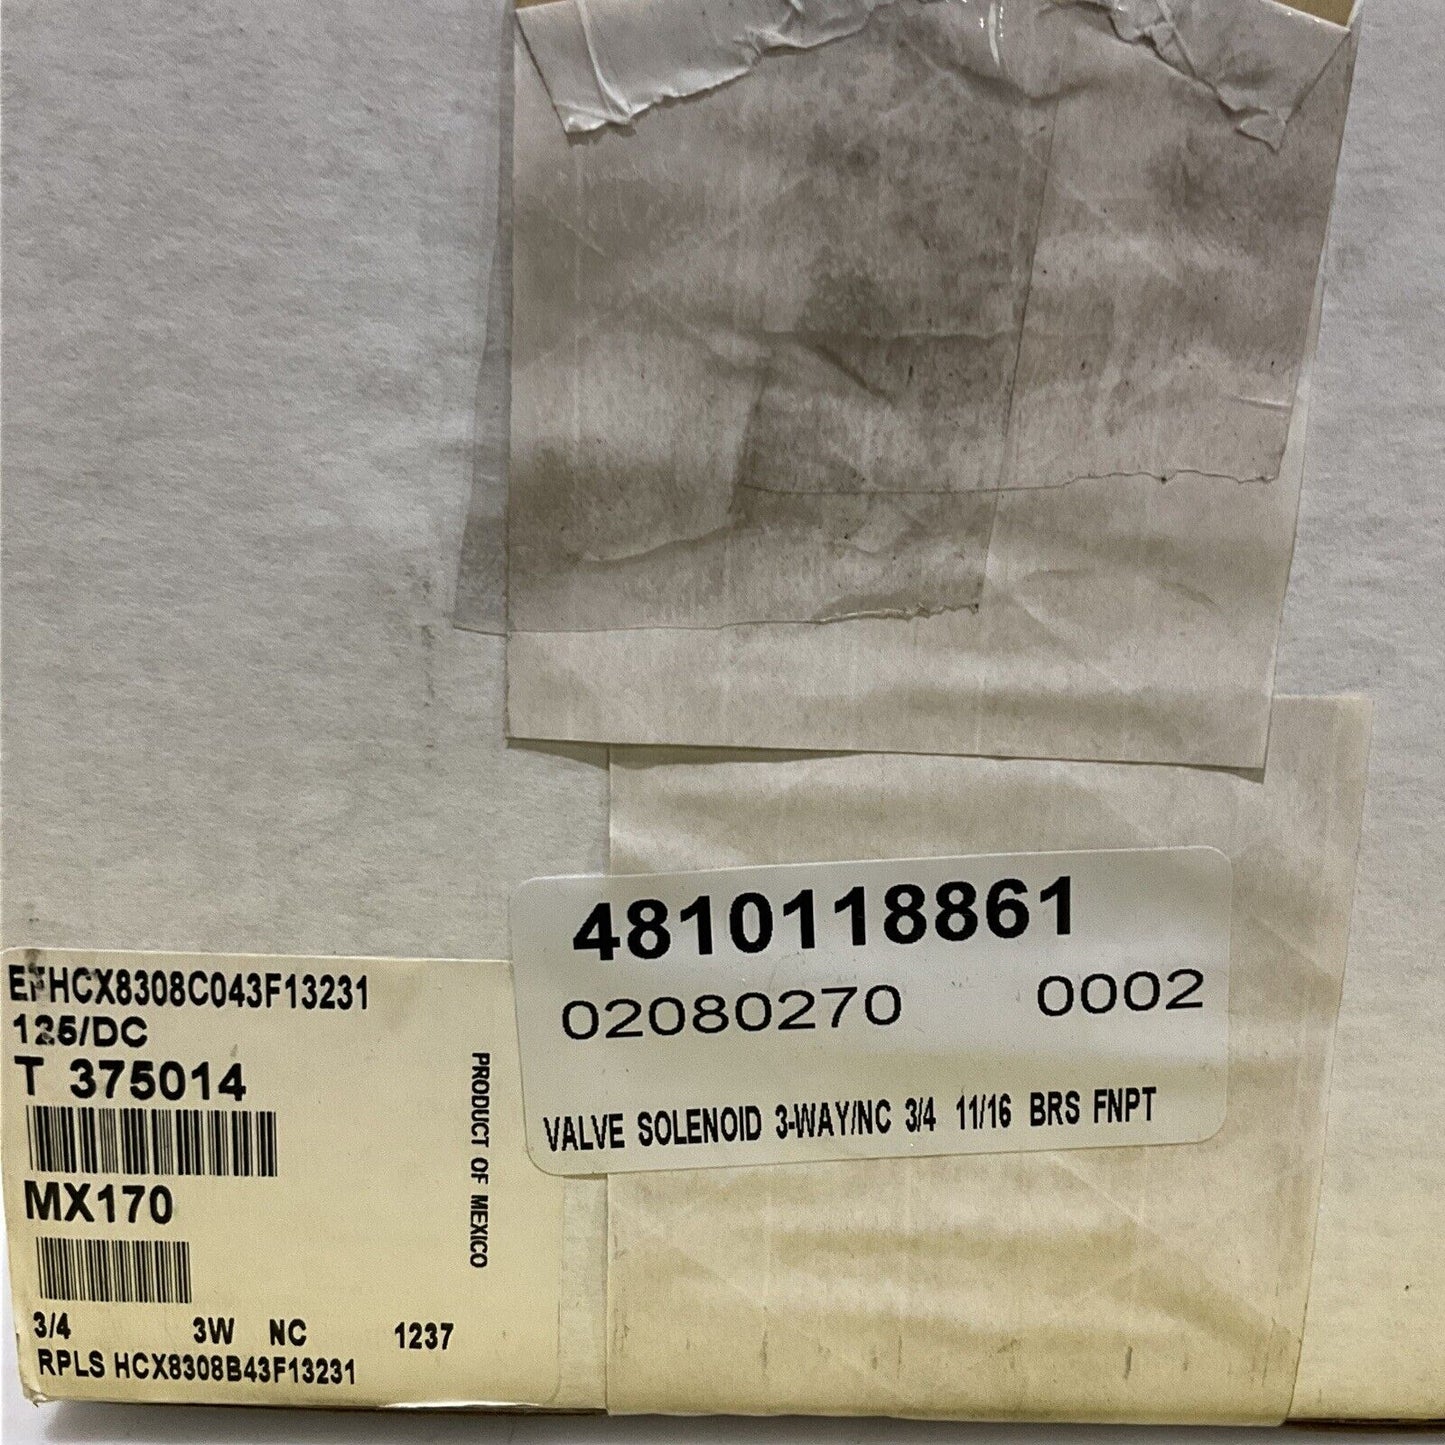 4810118861
02080270 0002
VALVE SOLENOID 3-WAY/NC 3/4 11/16 BRS FNPT
EFHCX8308C043F13231
125/DC
T 375014
MX170
PRODUCT OF MEXICO
3/4 3W NC 1237
RPLS HCX8308B43F13231